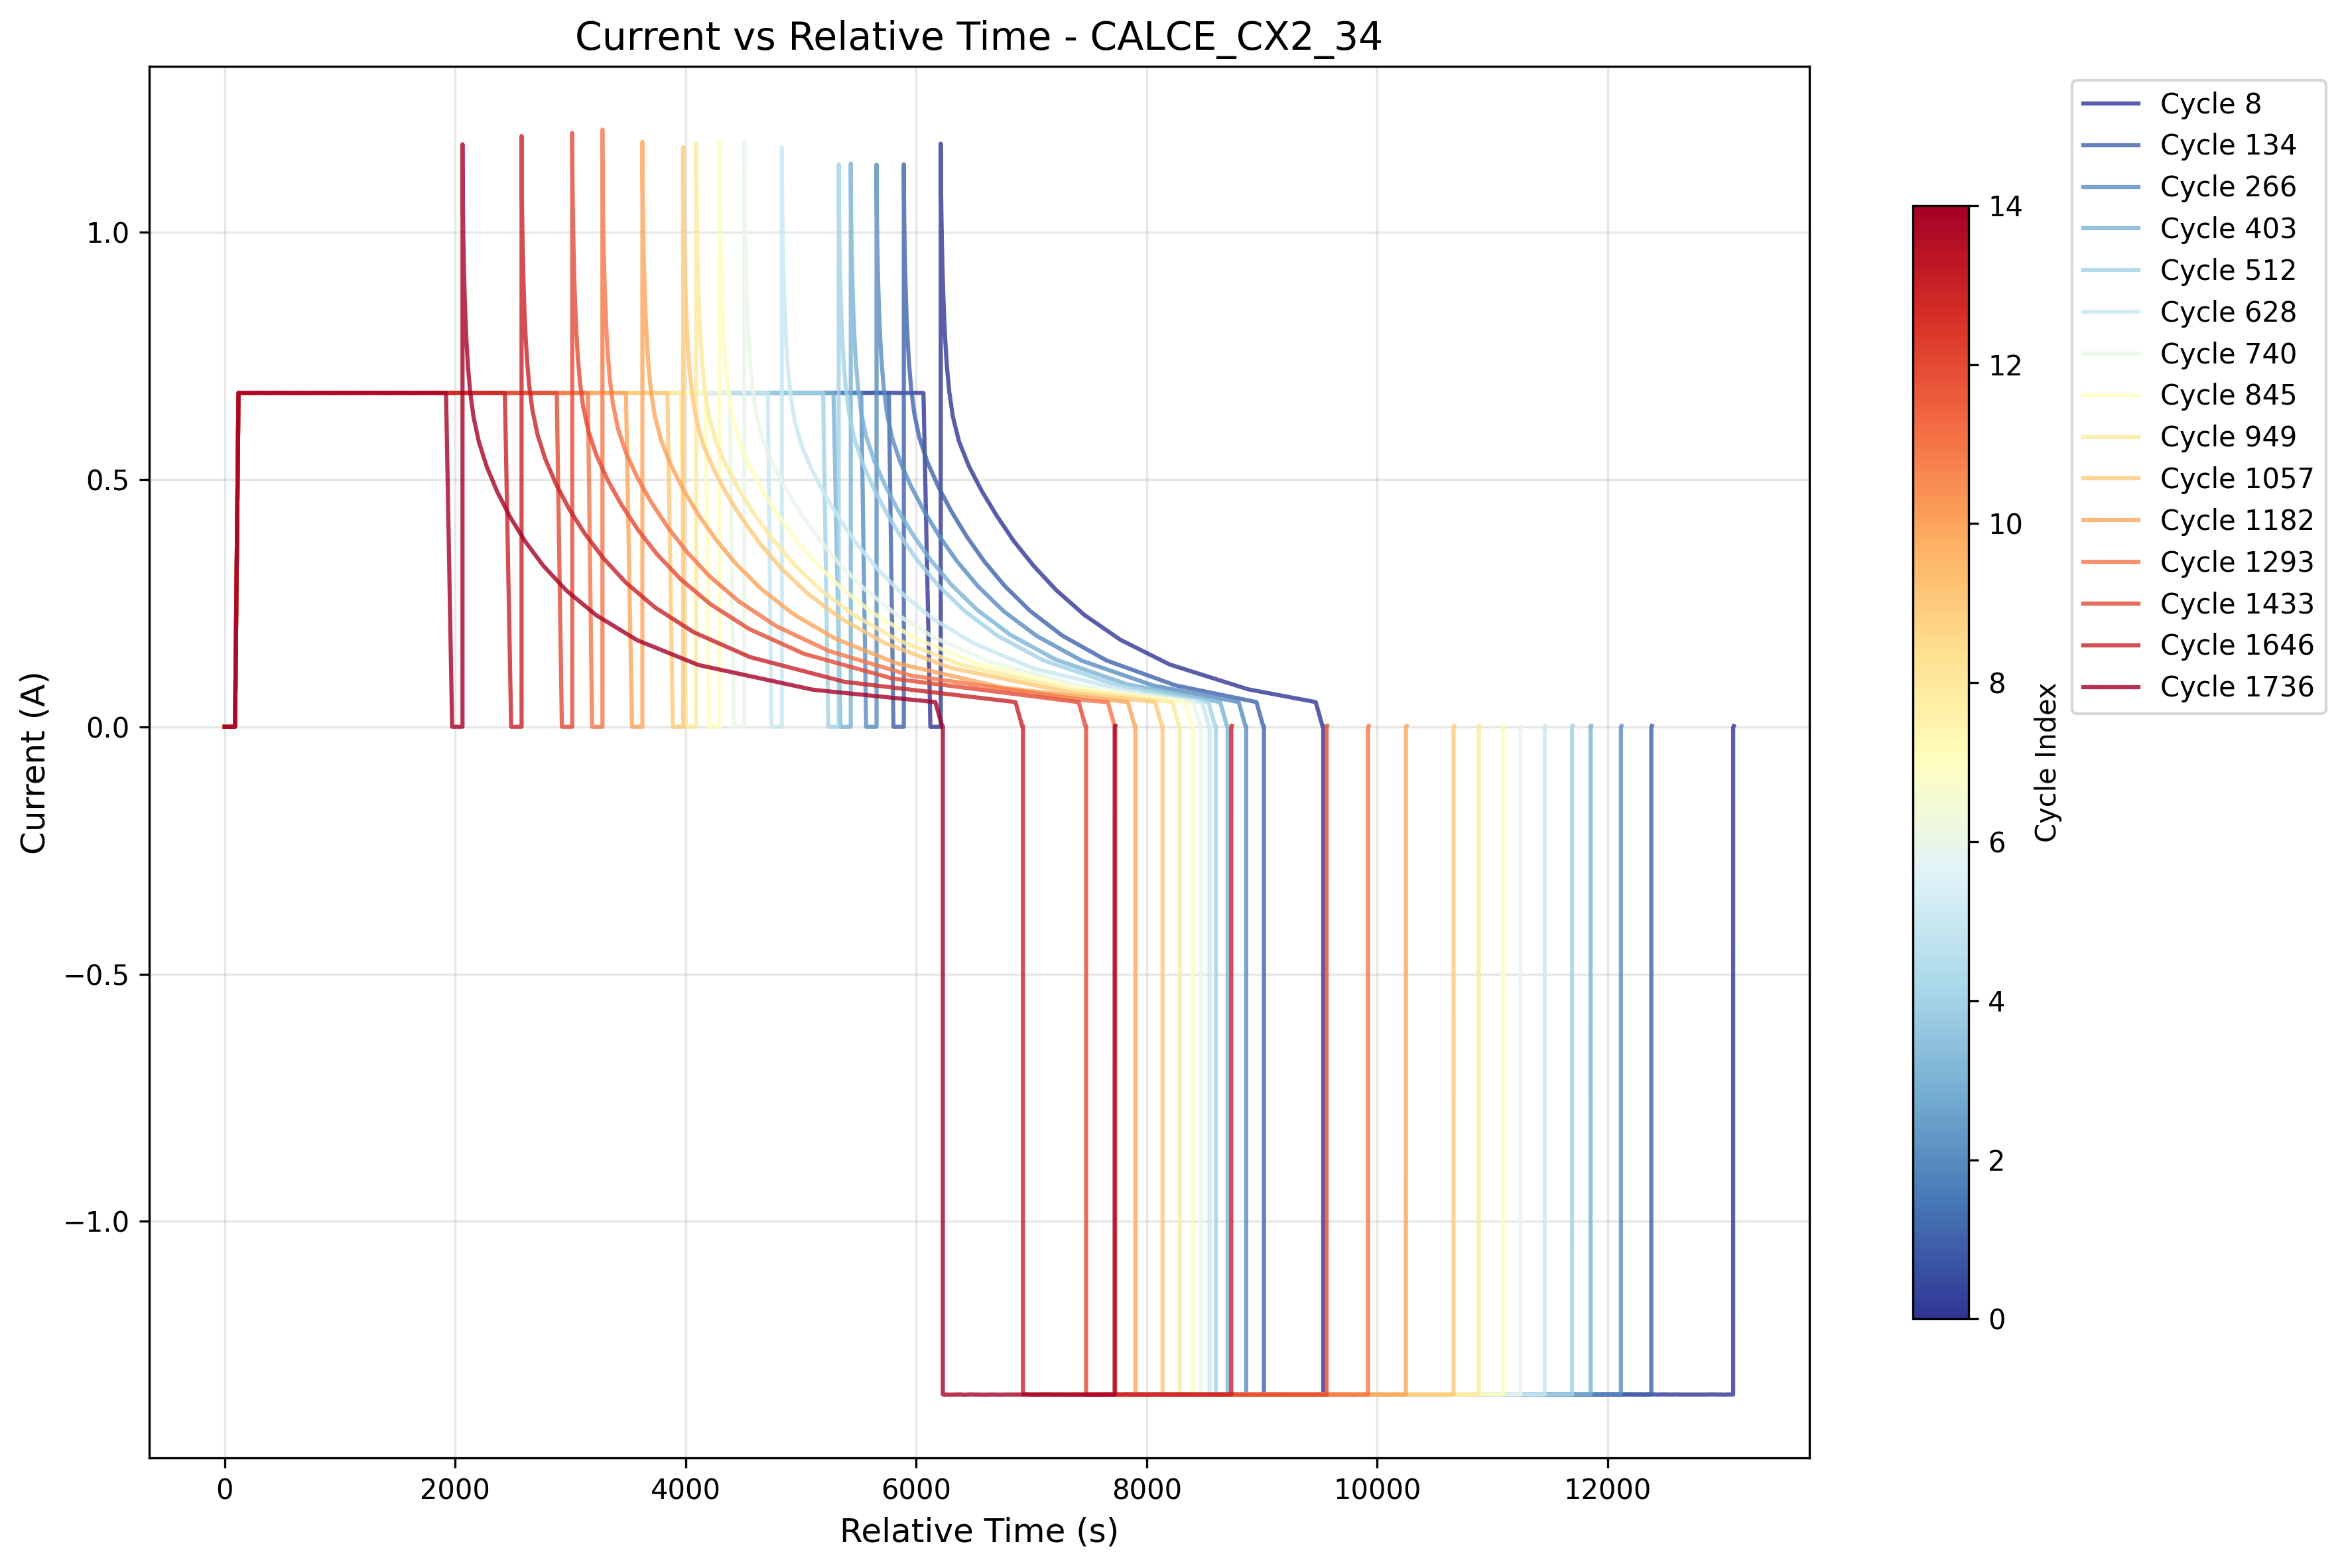 Current vs Relative Time - CALCE_CX2_34
Current (A)
1.0
0.5
0.0
−0.5
−1.0
0
2000
4000
6000
8000
10000
12000
Relative Time (s)
14
12
10
8
6
4
2
0
Cycle Index
Cycle 8
Cycle 134
Cycle 266
Cycle 403
Cycle 512
Cycle 628
Cycle 740
Cycle 845
Cycle 949
Cycle 1057
Cycle 1182
Cycle 1293
Cycle 1433
Cycle 1646
Cycle 1736